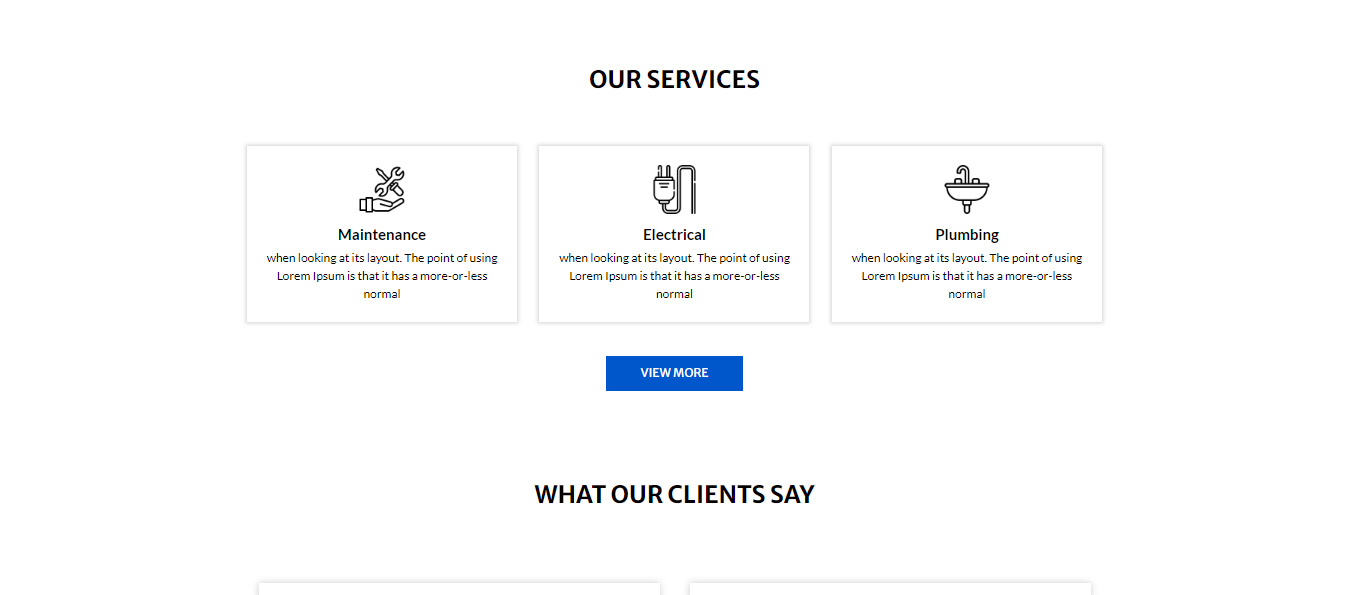 OUR SERVICES
Maintenance
when looking at its layout. The point of using
Lorem Ipsum is that it has a more-or-less
normal
Electrical
when looking at its layout. The point of using
Lorem Ipsum is that it has a more-or-less
normal
Plumbing
when looking at its layout. The point of using
Lorem Ipsum is that it has a more-or-less
normal
VIEW MORE
WHAT OUR CLIENTS SAY